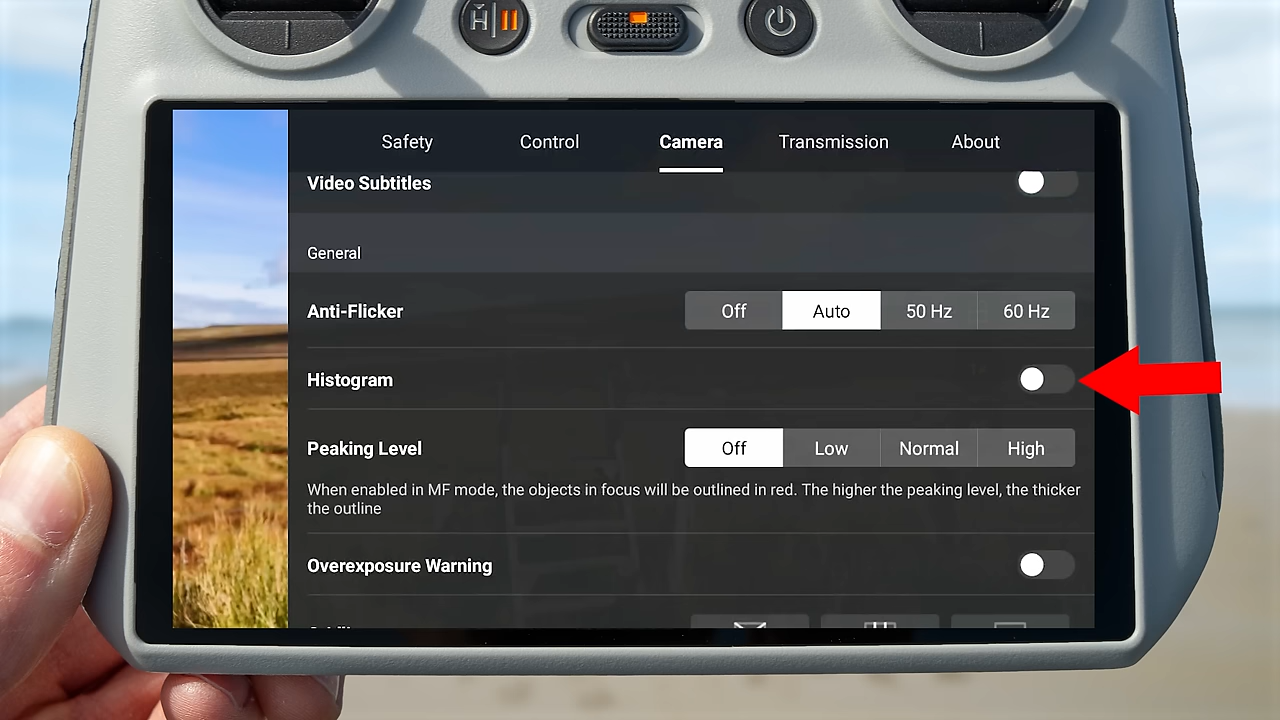 H
Safety Control Camera Transmission About
Video Subtitles
General
Anti-Flicker Off Auto 50 Hz 60 Hz
Histogram
Peaking Level Off Low Normal High
When enabled in MF mode, the objects in focus will be outlined in red. The higher the peaking level, the thicker
the outline
Overexposure Warning